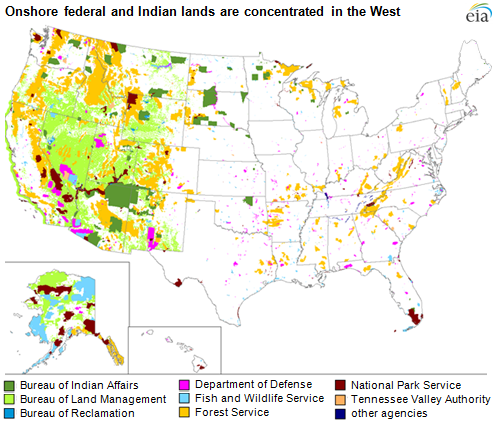 Onshore federal and Indian lands are concentrated in the West
eia
Bureau of Indian Affairs
Bureau of Land Management
Bureau of Reclamation
Department of Defense
Fish and Wildlife Service
Forest Service
National Park Service
Tennessee Valley Authority
other agencies